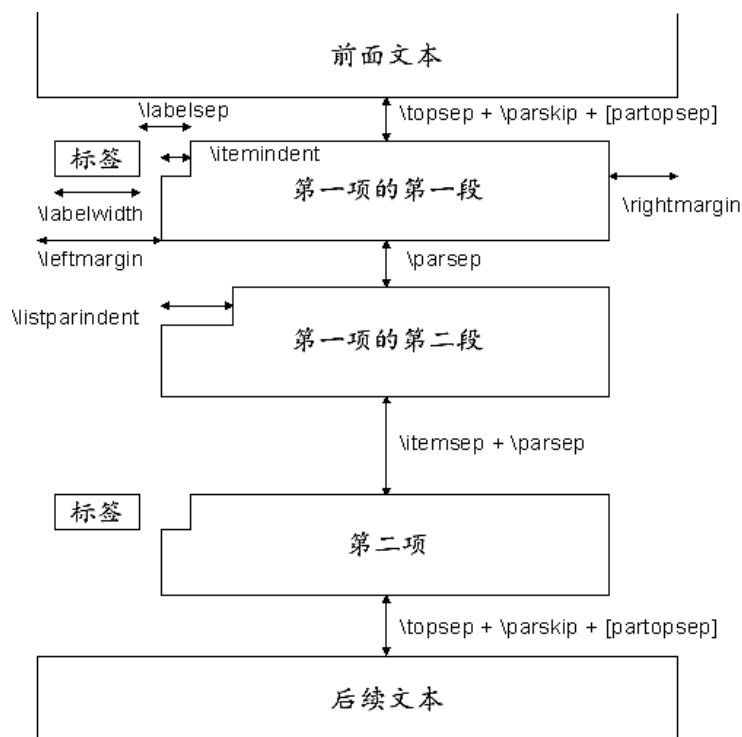 前面文本
\labelsep
\topsep + \parskip + [partopsep]
标签
\itemindent
第一项的第一段
\labelwidth
\rightmargin
\leftmargin
\parsep
\listparindent
第一项的第二段
\itemsep + \parsep
标签
第二项
\topsep + \parskip + [partopsep]
后续文本